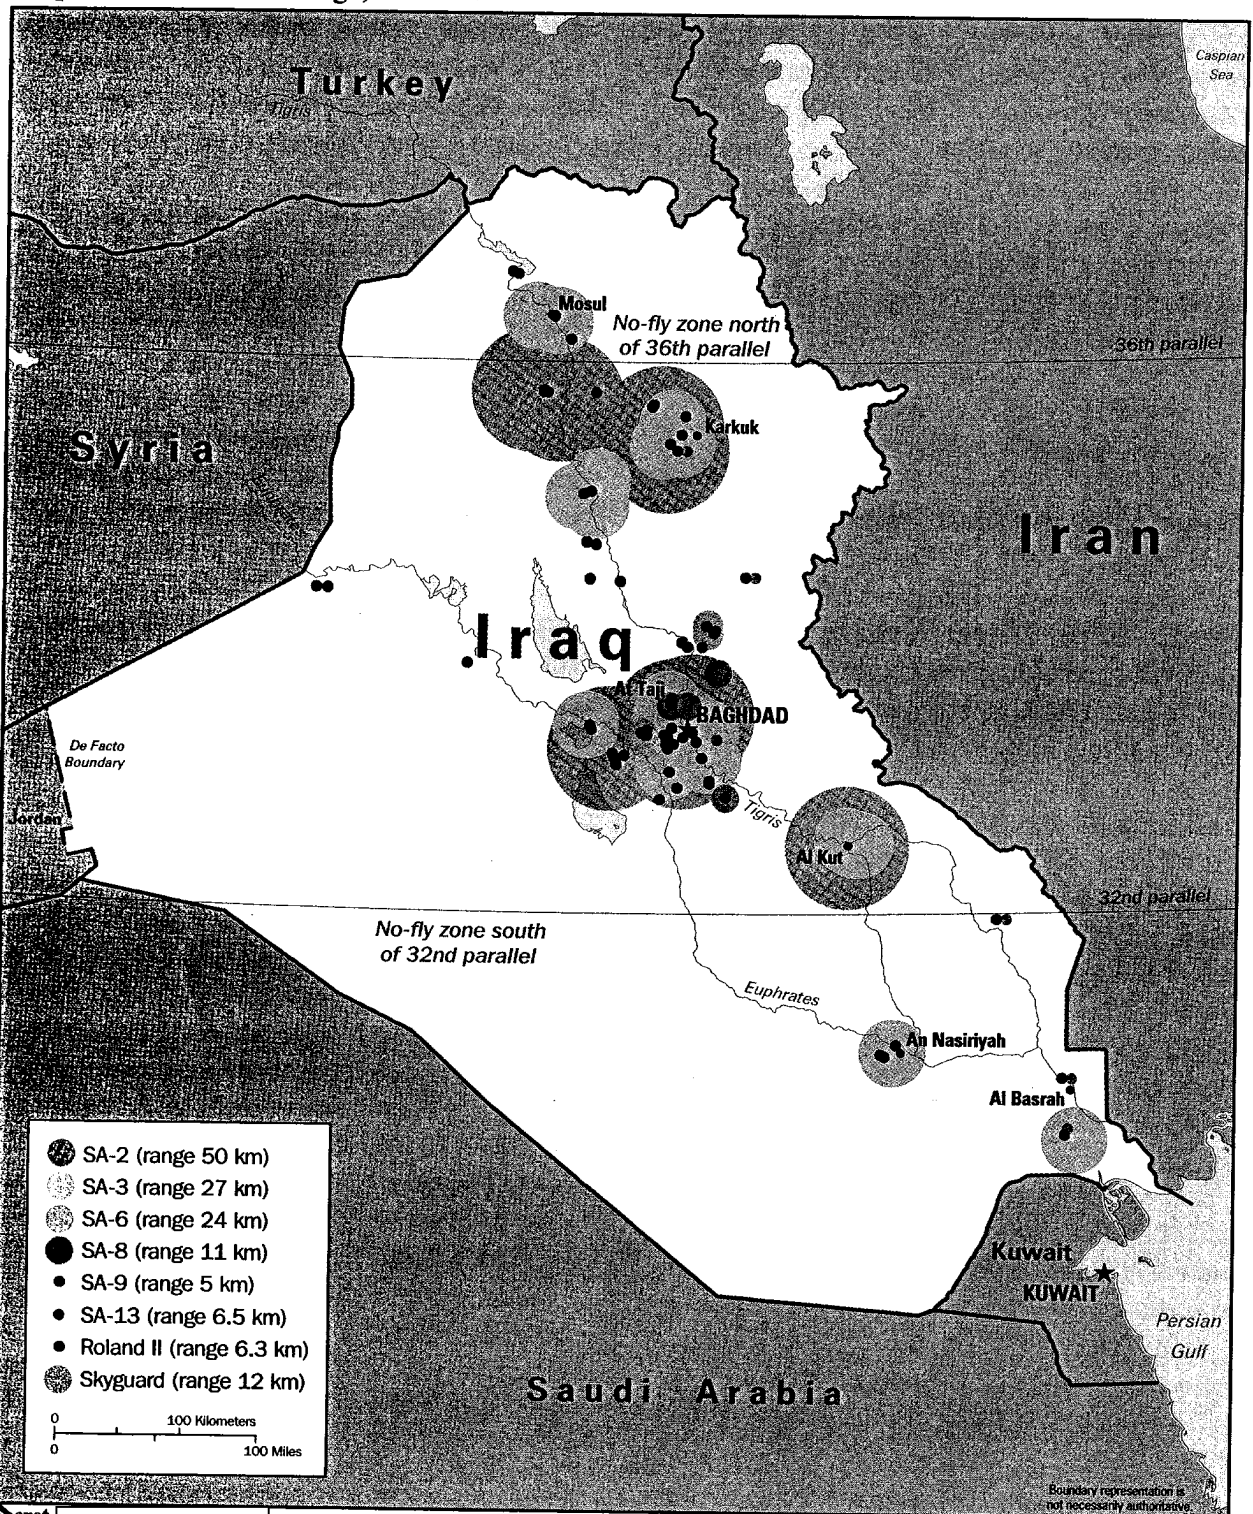 Turkey
Caspian
Sea
Tigris
Mosul
No-fly zone north
of 36th parallel
36th parallel
Karkuk
Syria
Iran
Iraq
At Taji
BAGHDAD
De Facto
Boundary
Jordan
Tigris
Al Kut
32nd parallel
No-fly zone south
of 32nd parallel
Euphrates
An Nasiriyah
Al Basrah
SA-2 (range 50 km)
SA-3 (range 27 km)
SA-6 (range 24 km)
SA-8 (range 11 km)
SA-9 (range 5 km)
SA-13 (range 6.5 km)
Roland II (range 6.3 km)
Skyguard (range 12 km)
0 100 Kilometers
0 100 Miles
Kuwait
KUWAIT
Persian
Gulf
Saudi Arabia
Boundary representation is
not necessarily authoritative.